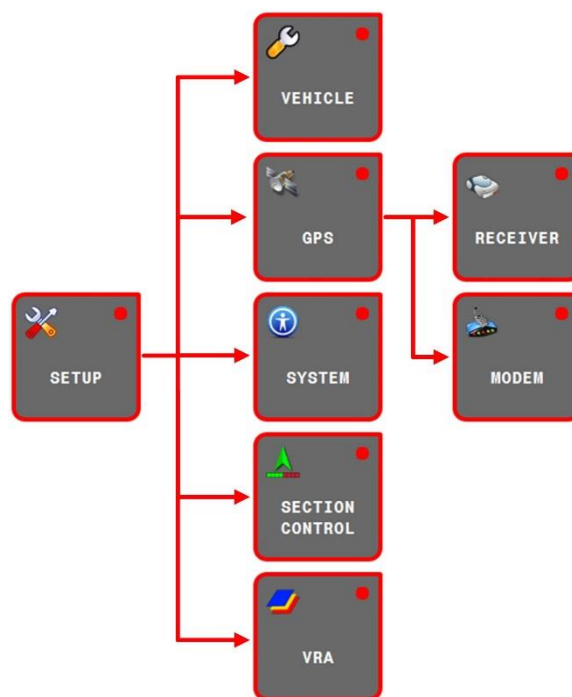 VEHICLE
GPS
RECEIVER
SETUP
SYSTEM
MODEM
SECTION
CONTROL
VRA